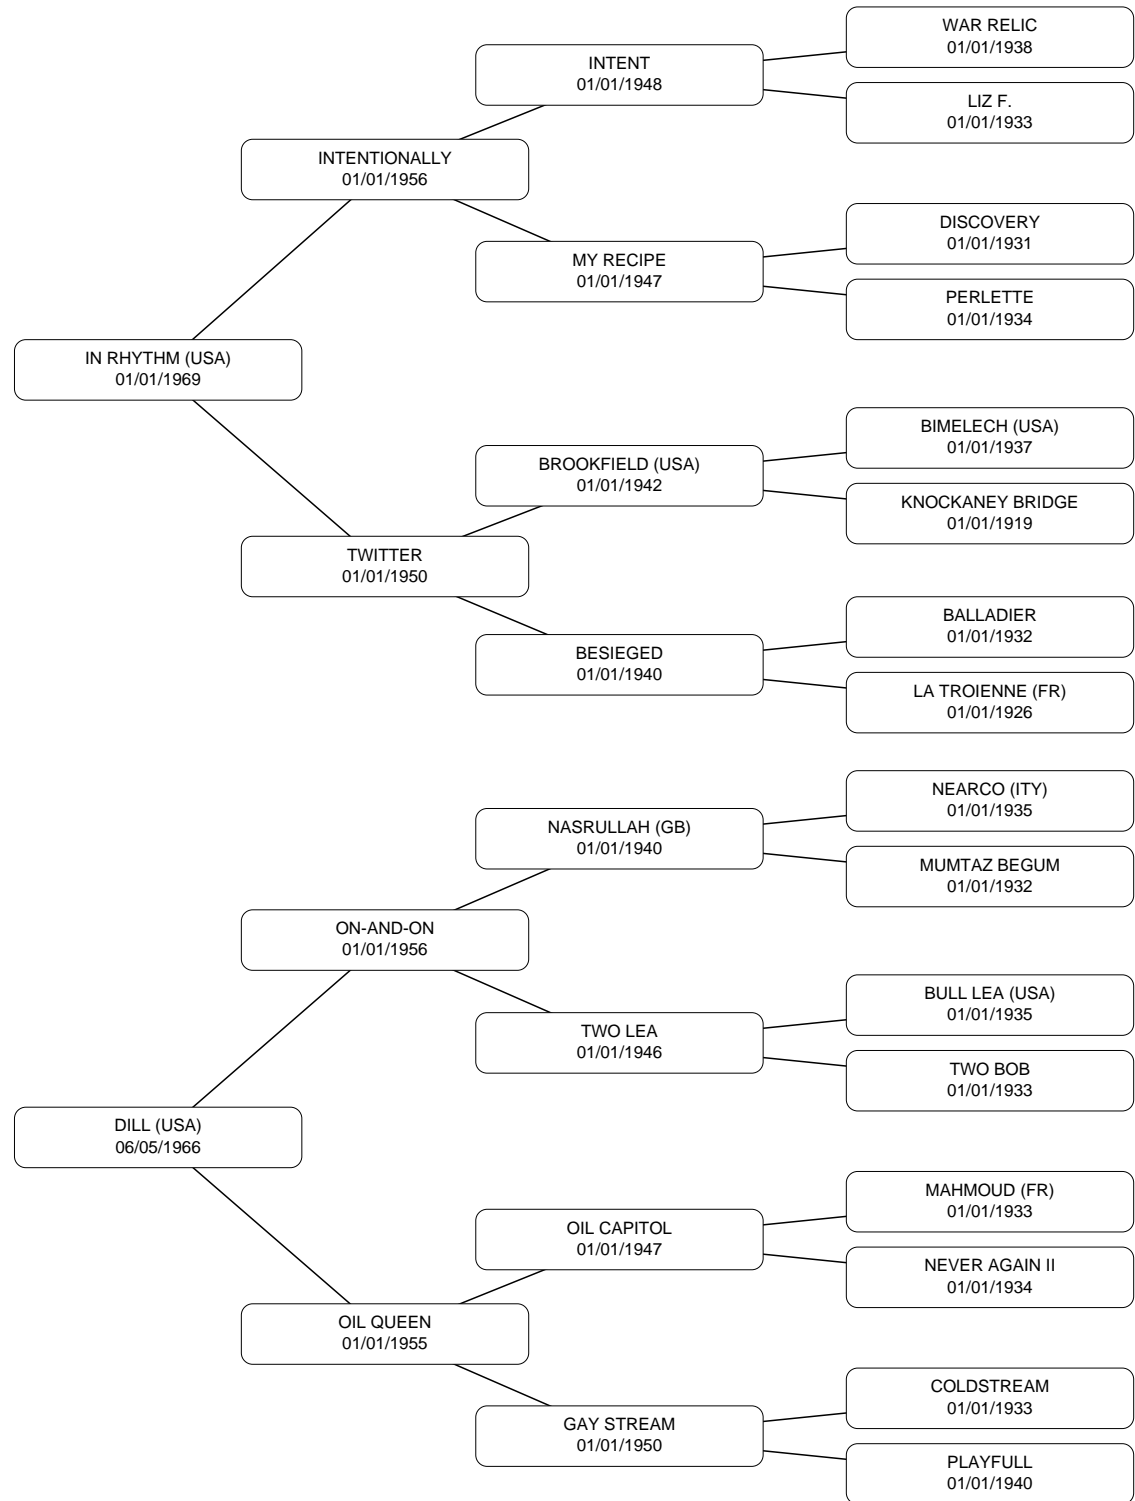 WAR RELIC
01/01/1938
INTENT
01/01/1948
LIZ F.
01/01/1933
INTENTIONALLY
01/01/1956
DISCOVERY
01/01/1931
MY RECIPE
01/01/1947
PERLETTE
01/01/1934
IN RHYTHM (USA)
01/01/1969
BIMELECH (USA)
01/01/1937
BROOKFIELD (USA)
01/01/1942
KNOCKANEY BRIDGE
01/01/1919
TWITTER
01/01/1950
BALLADIER
01/01/1932
BESIEGED
01/01/1940
LA TROIENNE (FR)
01/01/1926
NEARCO (ITY)
01/01/1935
NASRULLAH (GB)
01/01/1940
MUMTAZ BEGUM
01/01/1932
ON-AND-ON
01/01/1956
BULL LEA (USA)
01/01/1935
TWO LEA
01/01/1946
TWO BOB
01/01/1933
DILL (USA)
06/05/1966
MAHMOUD (FR)
01/01/1933
OIL CAPITOL
01/01/1947
NEVER AGAIN II
01/01/1934
OIL QUEEN
01/01/1955
COLDSTREAM
01/01/1933
GAY STREAM
01/01/1950
PLAYFULL
01/01/1940